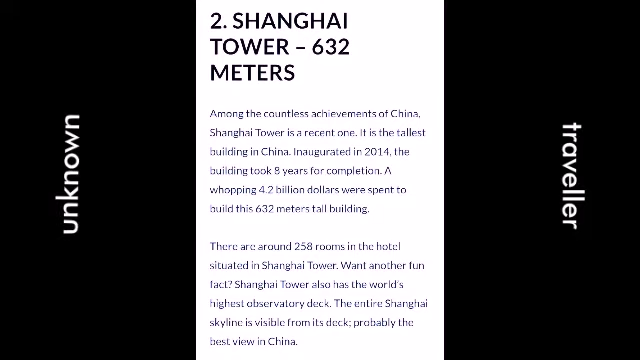 2. SHANGHAI
TOWER – 632
METERS
Among the countless achievements of China,
Shanghai Tower is a recent one. It is the tallest
building in China. Inaugurated in 2014, the
building took 8 years for completion. A
whopping 4.2 billion dollars were spent to
build this 632 meters tall building.
There are around 258 rooms in the hotel
situated in Shanghai Tower. Want another fun
fact? Shanghai Tower also has the world's
highest observatory deck. The entire Shanghai
skyline is visible from its deck; probably the
best view in China.
unknown
traveller